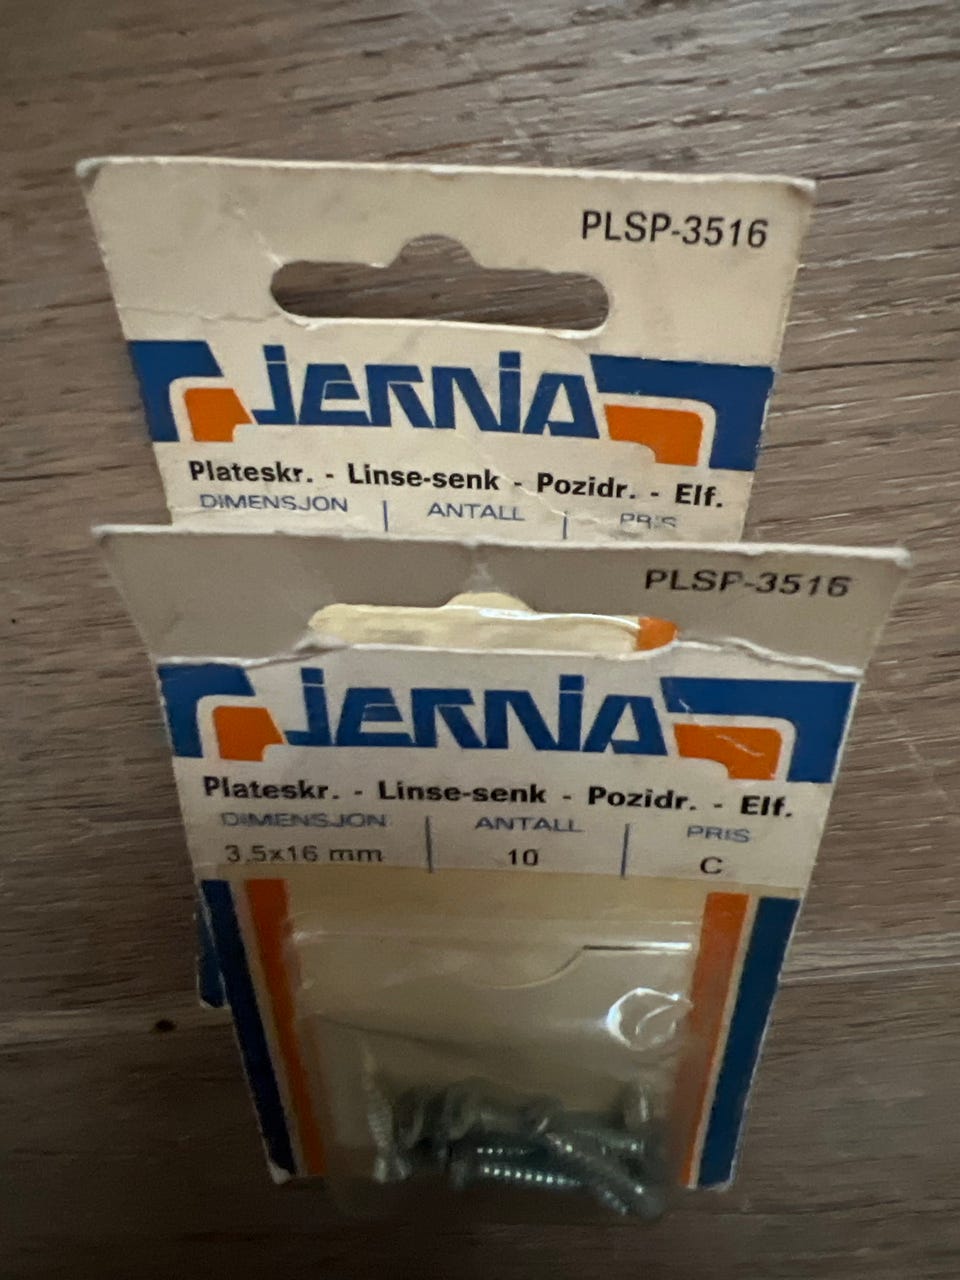 PLSP-3516
JERNIA
Plateskr. - Linse-senk - Pozidr. - Elf.
DIMENSJON ANTALL PRIS
PLSP-3516
JERNIA
Plateskr. - Linse-senk - Pozidr. - Elf.
DIMENSJON ANTALL PRIS
3,5x16 mm 10 C